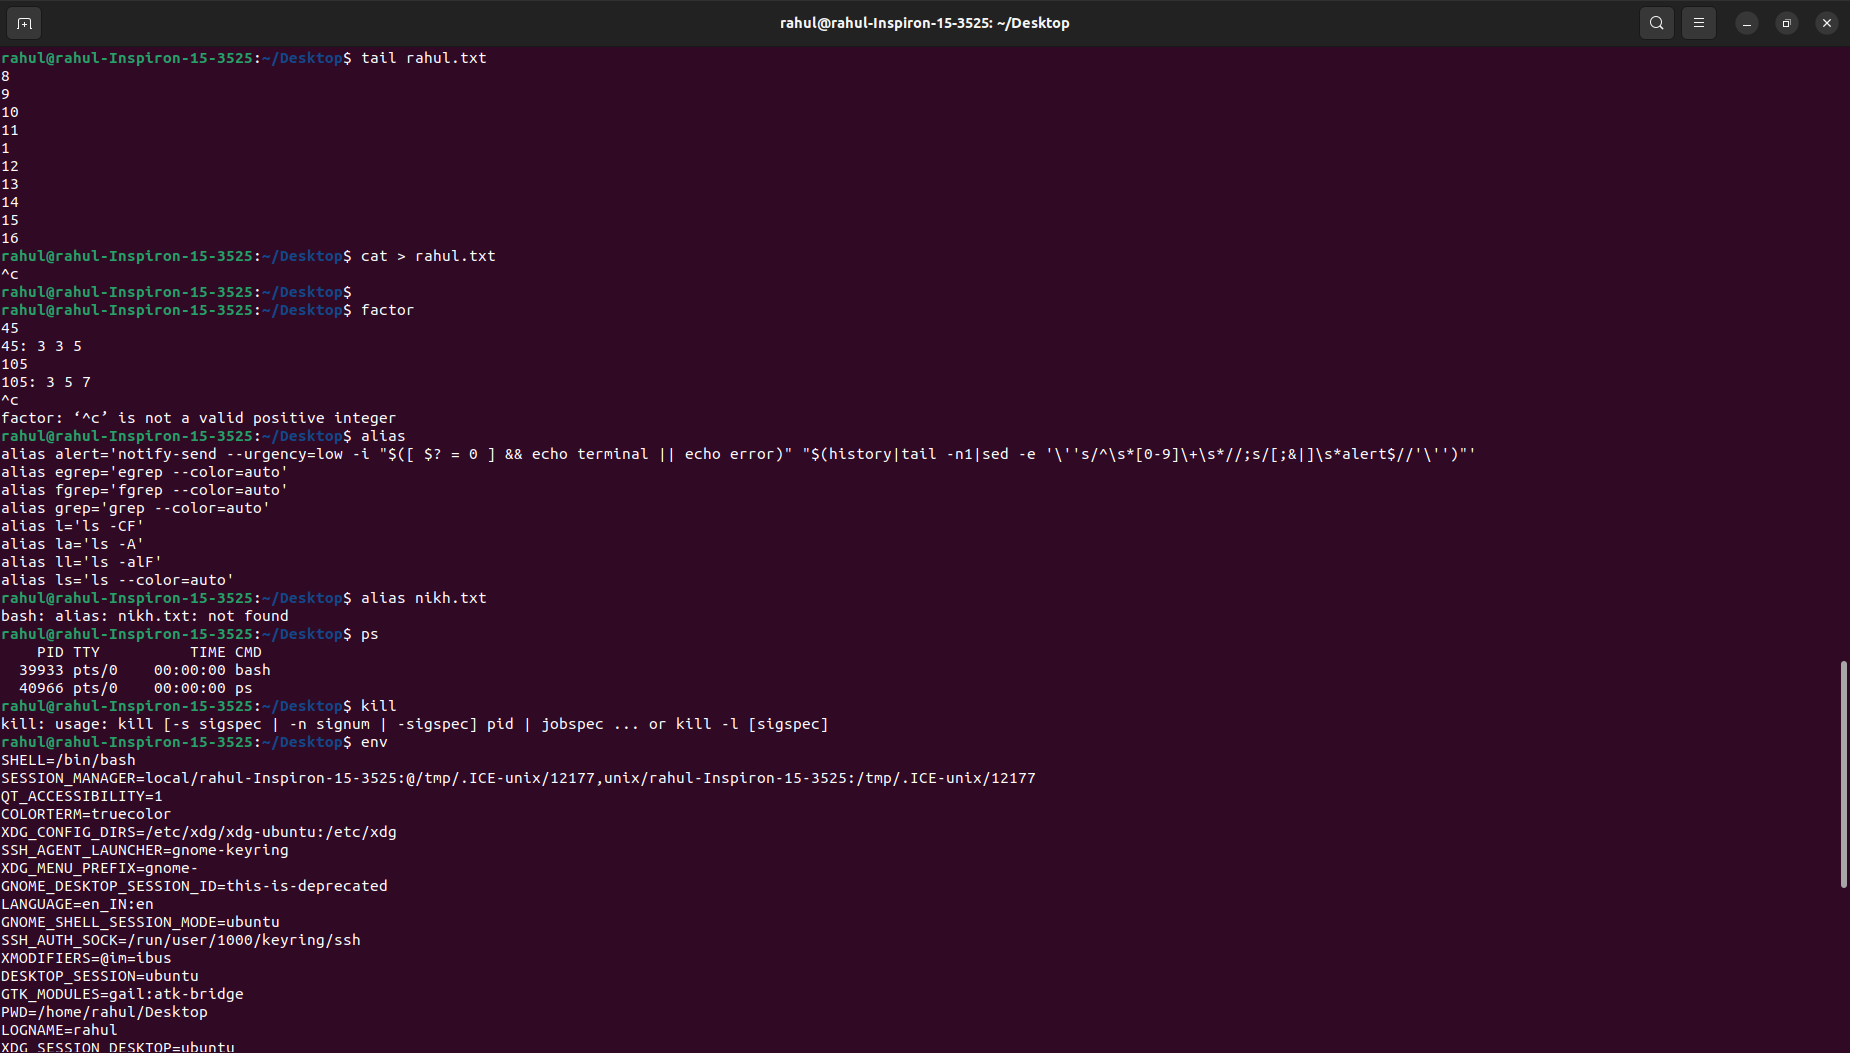 rahul@rahul-Inspiron-15-3525: ~/Desktop
rahul@rahul-Inspiron-15-3525:~/Desktop$ tail rahul.txt
8
9
10
11
1
12
13
14
15
16
rahul@rahul-Inspiron-15-3525:~/Desktop$ cat > rahul.txt
^c
rahul@rahul-Inspiron-15-3525:~/Desktop$
rahul@rahul-Inspiron-15-3525:~/Desktop$ factor
45
45: 3 3 5
105
105: 3 5 7
^c
factor: ‘^c’ is not a valid positive integer
rahul@rahul-Inspiron-15-3525:~/Desktop$ alias
alias alert='notify-send --urgency=low -i "$([ $? = 0 ] && echo terminal || echo error)" "$(history|tail -n1|sed -e '\''s/^\s*[0-9]\+\s*//;s/[;&|]\s*alert$//'\'')"'
alias egrep='egrep --color=auto'
alias fgrep='fgrep --color=auto'
alias grep='grep --color=auto'
alias l='ls -CF'
alias la='ls -A'
alias ll='ls -alF'
alias ls='ls --color=auto'
rahul@rahul-Inspiron-15-3525:~/Desktop$ alias nikh.txt
bash: alias: nikh.txt: not found
rahul@rahul-Inspiron-15-3525:~/Desktop$ ps
    PID TTY          TIME CMD
  39933 pts/0    00:00:00 bash
  40966 pts/0    00:00:00 ps
rahul@rahul-Inspiron-15-3525:~/Desktop$ kill
kill: usage: kill [-s sigspec | -n signum | -sigspec] pid | jobspec ... or kill -l [sigspec]
rahul@rahul-Inspiron-15-3525:~/Desktop$ env
SHELL=/bin/bash
SESSION_MANAGER=local/rahul-Inspiron-15-3525:@/tmp/.ICE-unix/12177,unix/rahul-Inspiron-15-3525:/tmp/.ICE-unix/12177
QT_ACCESSIBILITY=1
COLORTERM=truecolor
XDG_CONFIG_DIRS=/etc/xdg/xdg-ubuntu:/etc/xdg
SSH_AGENT_LAUNCHER=gnome-keyring
XDG_MENU_PREFIX=gnome-
GNOME_DESKTOP_SESSION_ID=this-is-deprecated
LANGUAGE=en_IN:en
GNOME_SHELL_SESSION_MODE=ubuntu
SSH_AUTH_SOCK=/run/user/1000/keyring/ssh
XMODIFIERS=@im=ibus
DESKTOP_SESSION=ubuntu
GTK_MODULES=gail:atk-bridge
PWD=/home/rahul/Desktop
LOGNAME=rahul
XDG_SESSION_DESKTOP=ubuntu